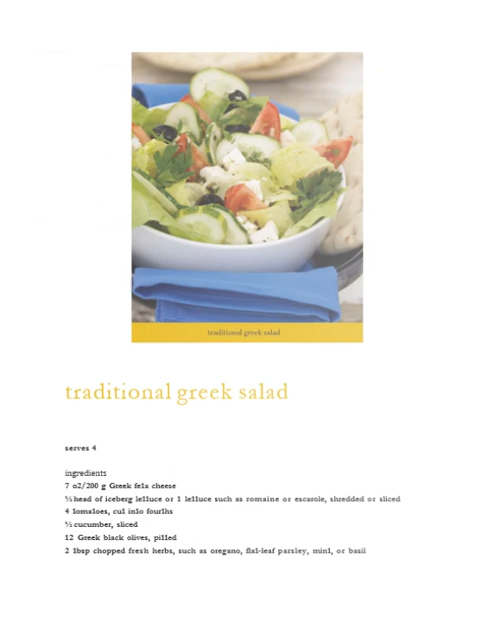 traditional greek salad
traditional greek salad
serves 4
ingredients
7 o2/200 g Greek fe1a cheese
½ head of iceberg le11uce or 1 le11uce such as romaine or escarole, shredded or sliced
4 1oma1oes, cu1 in1o four1hs
½ cucumber, sliced
12 Greek black olives, pi11ed
2 1bsp chopped fresh herbs, such as oregano, fla1-leaf parsley, min1, or basil